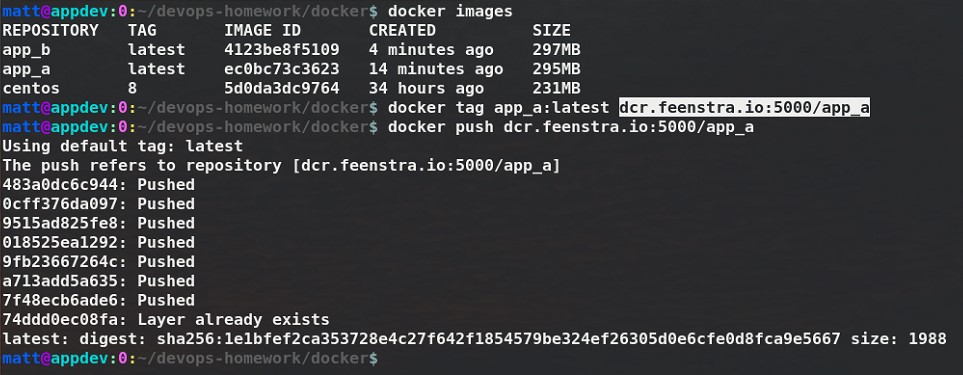 matt@appdev:0:~/devops-homework/docker$ docker images
REPOSITORY   TAG       IMAGE ID       CREATED          SIZE
app_b        latest    4123be8f5109   4 minutes ago    297MB
app_a        latest    ec0bc73c3623   14 minutes ago   295MB
centos       8         5d0da3dc9764   34 hours ago     231MB
matt@appdev:0:~/devops-homework/docker$ docker tag app_a:latest dcr.feenstra.io:5000/app_a
matt@appdev:0:~/devops-homework/docker$ docker push dcr.feenstra.io:5000/app_a
Using default tag: latest
The push refers to repository [dcr.feenstra.io:5000/app_a]
483a0dc6c944: Pushed
0cff376da097: Pushed
9515ad825fe8: Pushed
018525ea1292: Pushed
9fb23667264c: Pushed
a713add5a635: Pushed
7f48ecb6ade6: Pushed
74ddd0ec08fa: Layer already exists
latest: digest: sha256:1e1bfef2ca353728e4c27f642f1854579be324ef26305d0e6cfe0d8fca9e5667 size: 1988
matt@appdev:0:~/devops-homework/docker$